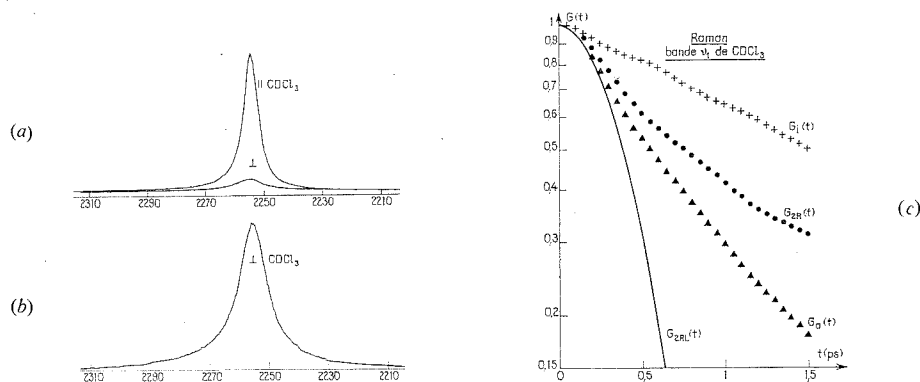 (a)
|| CDCl3
⊥
2310 2290 2270 2250 2230 2210
(b)
⊥ CDCl3
2310 2290 2270 2250 2230 2210
(c)
G(t)
Raman
bande ν1 de CDCl3
1
0,9
0,8
0,7
0,6
0,5
0,4
0,3
0,2
0,15
Gi(t)
G2R(t)
Ga(t)
G2RL(t)
t(ps)
0 0,5 1 1,5